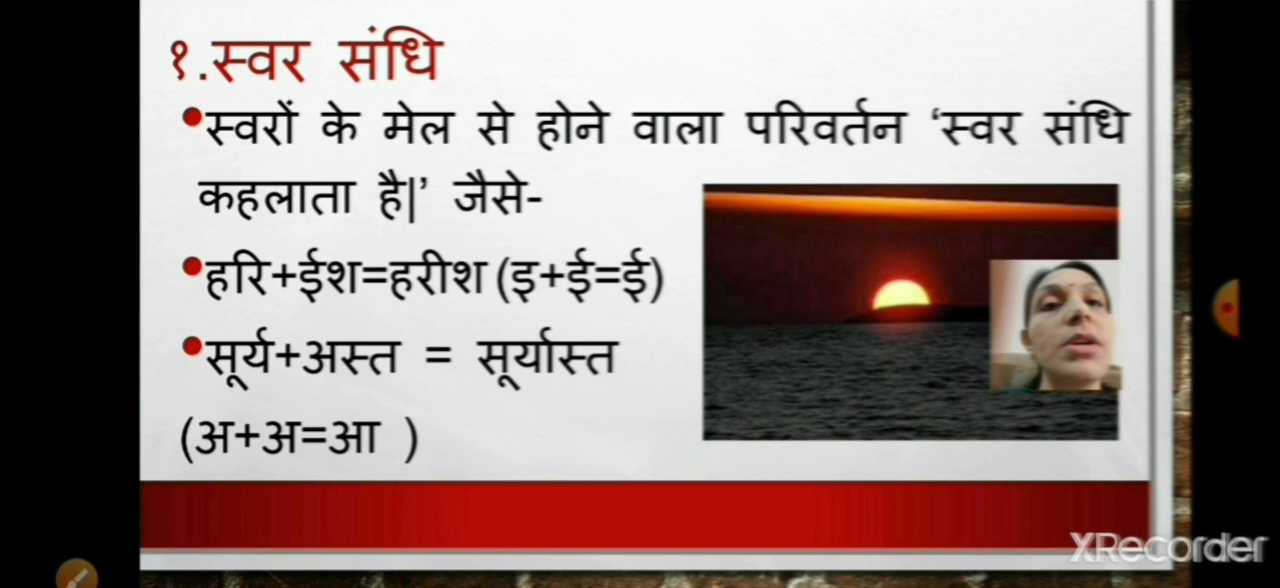 १.स्वर संधि
•स्वरों के मेल से होने वाला परिवर्तन ‘स्वर संधि
कहलाता है|’ जैसे-
•हरि+ईश=हरीश (इ+ई=ई)
•सूर्य+अस्त = सूर्यास्त
(अ+अ=आ )
XRecorder